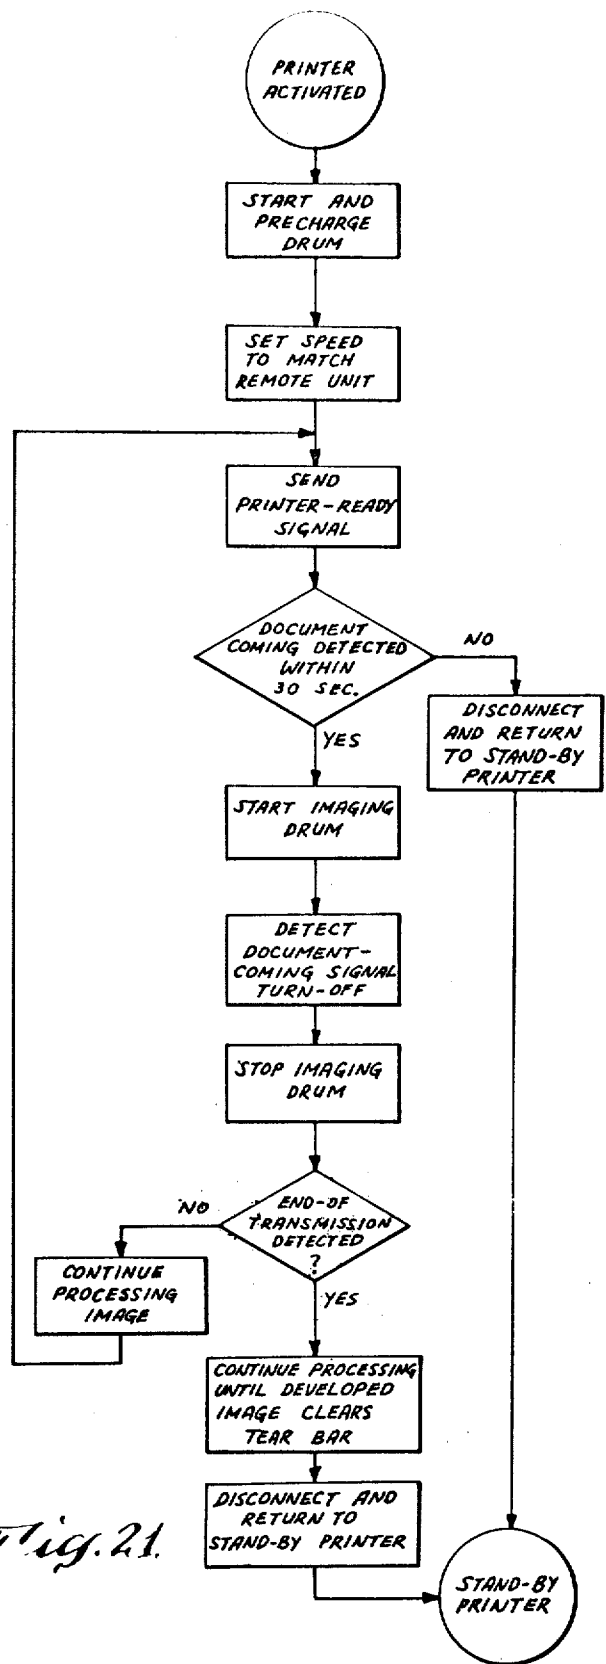 PRINTER
ACTIVATED
START AND
PRECHARGE
DRUM
SET SPEED
TO MATCH
REMOTE UNIT
SEND
PRINTER-READY
SIGNAL
DOCUMENT
COMING DETECTED
WITHIN
30 SEC.
NO
YES
DISCONNECT
AND RETURN
TO STAND-BY
PRINTER
START IMAGING
DRUM
DETECT
DOCUMENT-
COMING SIGNAL
TURN-OFF
STOP IMAGING
DRUM
END-OF
TRANSMISSION
DETECTED
?
NO
YES
CONTINUE
PROCESSING
IMAGE
CONTINUE PROCESSING
UNTIL DEVELOPED
IMAGE CLEARS
TEAR BAR
DISCONNECT AND
RETURN TO
STAND-BY PRINTER
STAND-BY
PRINTER
Fig. 21.